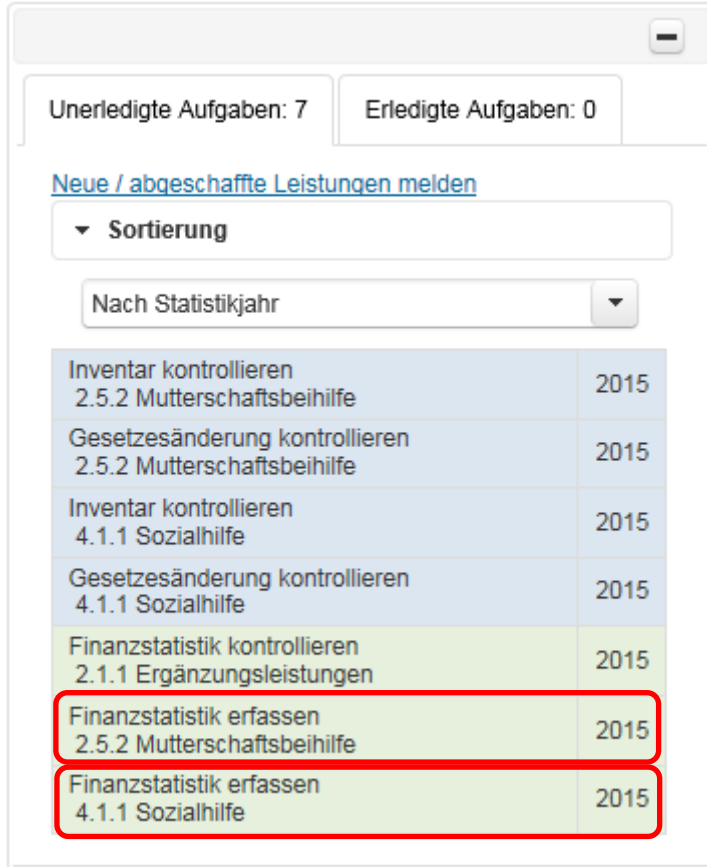 Unerledigte Aufgaben: 7 Erledigte Aufgaben: 0
Neue / abgeschaffte Leistungen melden
Sortierung
Nach Statistikjahr
Inventar kontrollieren
2.5.2 Mutterschaftsbeihilfe 2015
Gesetzesänderung kontrollieren
2.5.2 Mutterschaftsbeihilfe 2015
Inventar kontrollieren
4.1.1 Sozialhilfe 2015
Gesetzesänderung kontrollieren
4.1.1 Sozialhilfe 2015
Finanzstatistik kontrollieren
2.1.1 Ergänzungsleistungen 2015
Finanzstatistik erfassen
2.5.2 Mutterschaftsbeihilfe 2015
Finanzstatistik erfassen
4.1.1 Sozialhilfe 2015